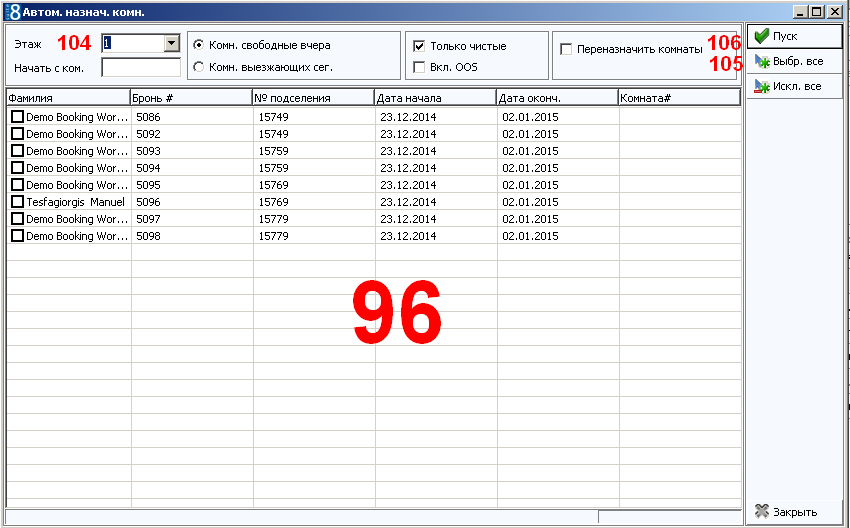 8 Автом. назнач. комн.
Этаж 104 1
Начать с ком.
Комн. свободные вчера
Комн. выезжающих сег.
Только чистые
Вкл. OOS
Переназначить комнаты 106
105
Пуск
Выбр. все
Искл. все
Фамилия Бронь # № подселения Дата начала Дата оконч. Комната#
Demo Booking Wor... 5086 15749 23.12.2014 02.01.2015
Demo Booking Wor... 5092 15749 23.12.2014 02.01.2015
Demo Booking Wor... 5093 15759 23.12.2014 02.01.2015
Demo Booking Wor... 5094 15759 23.12.2014 02.01.2015
Demo Booking Wor... 5095 15769 23.12.2014 02.01.2015
Tesfagiorgis Manuel 5096 15769 23.12.2014 02.01.2015
Demo Booking Wor... 5097 15779 23.12.2014 02.01.2015
Demo Booking Wor... 5098 15779 23.12.2014 02.01.2015
96
Закрыть